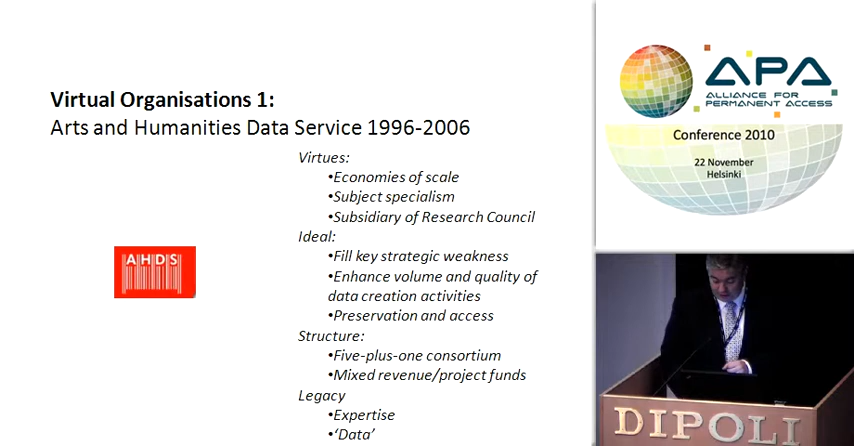 Virtual Organisations 1:
Arts and Humanities Data Service 1996-2006
Virtues:
•Economies of scale
•Subject specialism
•Subsidiary of Research Council
Ideal:
•Fill key strategic weakness
•Enhance volume and quality of
data creation activities
•Preservation and access
Structure:
•Five-plus-one consortium
•Mixed revenue/project funds
Legacy
•Expertise
•‘Data’
AHDS
APA
ALLIANCE FOR
PERMANENT ACCESS
Conference 2010
22 November
Helsinki
DIPOLI